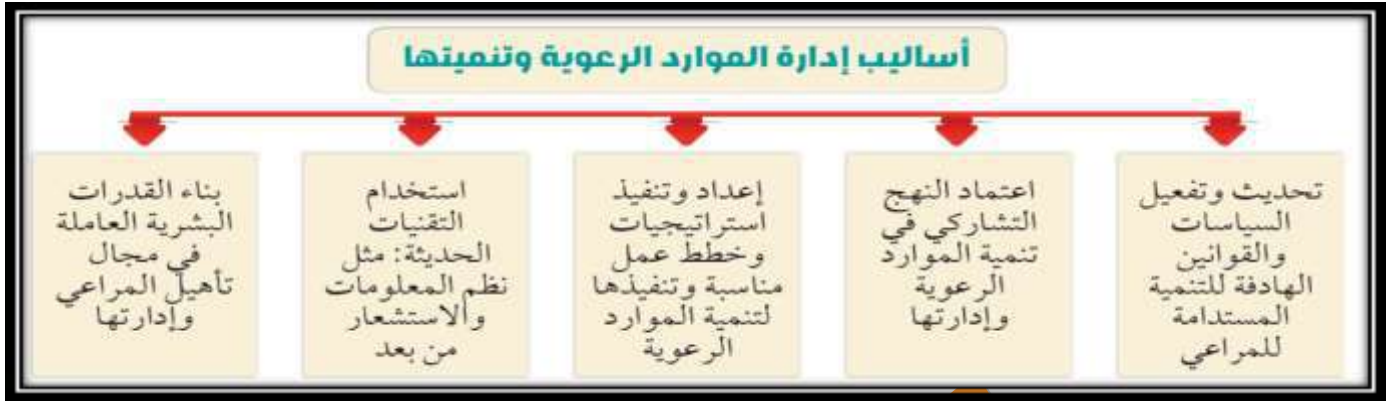 أساليب إدارة الموارد الرعوية وتنميتها
تحديث وتفعيل
السياسات
والقوانين
الهادفة للتنمية
المستدامة
للمراعي
اعتماد النهج
التشاركي في
تنمية الموارد
الرعوية
وإدارتها
إعداد وتنفيذ
استراتيجيات
وخطط عمل
مناسبة وتنفيذها
لتنمية الموارد
الرعوية
استخدام
التقنيات
الحديثة: مثل
نظم المعلومات
والاستشعار
من بعد
بناء القدرات
البشرية العاملة
في مجال
تأهيل المراعي
وإدارتها